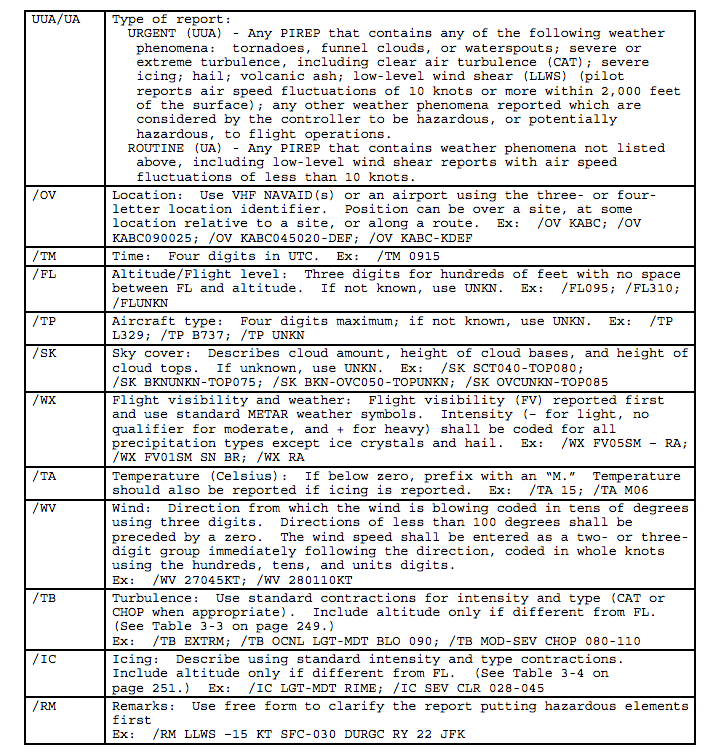 UUA/UA Type of report:
URGENT (UUA) - Any PIREP that contains any of the following weather
phenomena: tornadoes, funnel clouds, or waterspouts; severe or
extreme turbulence, including clear air turbulence (CAT); severe
icing; hail; volcanic ash; low-level wind shear (LLWS) (pilot
reports air speed fluctuations of 10 knots or more within 2,000 feet
of the surface); any other weather phenomena reported which are
considered by the controller to be hazardous, or potentially
hazardous, to flight operations.
ROUTINE (UA) - Any PIREP that contains weather phenomena not listed
above, including low-level wind shear reports with air speed
fluctuations of less than 10 knots.
/OV Location: Use VHF NAVAID(s) or an airport using the three- or four-
letter location identifier. Position can be over a site, at some
location relative to a site, or along a route. Ex: /OV KABC; /OV
KABC090025; /OV KABC045020-DEF; /OV KABC-KDEF
/TM Time: Four digits in UTC. Ex: /TM 0915
/FL Altitude/Flight level: Three digits for hundreds of feet with no space
between FL and altitude. If not known, use UNKN. Ex: /FL095; /FL310;
/FLUNKN
/TP Aircraft type: Four digits maximum; if not known, use UNKN. Ex: /TP
L329; /TP B737; /TP UNKN
/SK Sky cover: Describes cloud amount, height of cloud bases, and height of
cloud tops. If unknown, use UNKN. Ex: /SK SCT040-TOP080;
/SK BKNUNKN-TOP075; /SK BKN-OVC050-TOPUNKN; /SK OVCUNKN-TOP085
/WX Flight visibility and weather: Flight visibility (FV) reported first
and use standard METAR weather symbols. Intensity (– for light, no
qualifier for moderate, and + for heavy) shall be coded for all
precipitation types except ice crystals and hail. Ex: /WX FV05SM – RA;
/WX FV01SM SN BR; /WX RA
/TA Temperature (Celsius): If below zero, prefix with an “M.” Temperature
should also be reported if icing is reported. Ex: /TA 15; /TA M06
/WV Wind: Direction from which the wind is blowing coded in tens of degrees
using three digits. Directions of less than 100 degrees shall be
preceded by a zero. The wind speed shall be entered as a two- or three-
digit group immediately following the direction, coded in whole knots
using the hundreds, tens, and units digits.
Ex: /WV 27045KT; /WV 280110KT
/TB Turbulence: Use standard contractions for intensity and type (CAT or
CHOP when appropriate). Include altitude only if different from FL.
(See Table 3-3 on page 249.)
Ex: /TB EXTRM; /TB OCNL LGT-MDT BLO 090; /TB MOD-SEV CHOP 080-110
/IC Icing: Describe using standard intensity and type contractions.
Include altitude only if different from FL. (See Table 3-4 on
page 251.) Ex: /IC LGT-MDT RIME; /IC SEV CLR 028-045
/RM Remarks: Use free form to clarify the report putting hazardous elements
first
Ex: /RM LLWS –15 KT SFC-030 DURGC RY 22 JFK